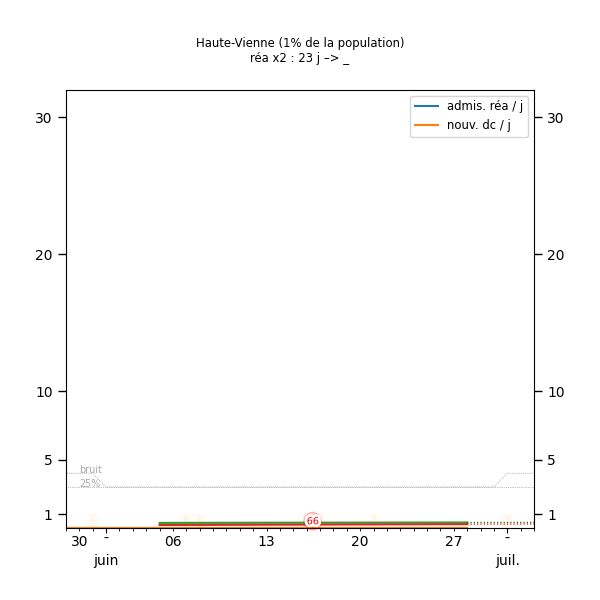 Haute-Vienne (1% de la population)
réa x2 : 23 j –> _
admis. réa / j
nouv. dc / j
30
30
20
20
10
10
5
5
bruit
25%
1
1
66
30 - 06 13 20 27 -
juin juil.